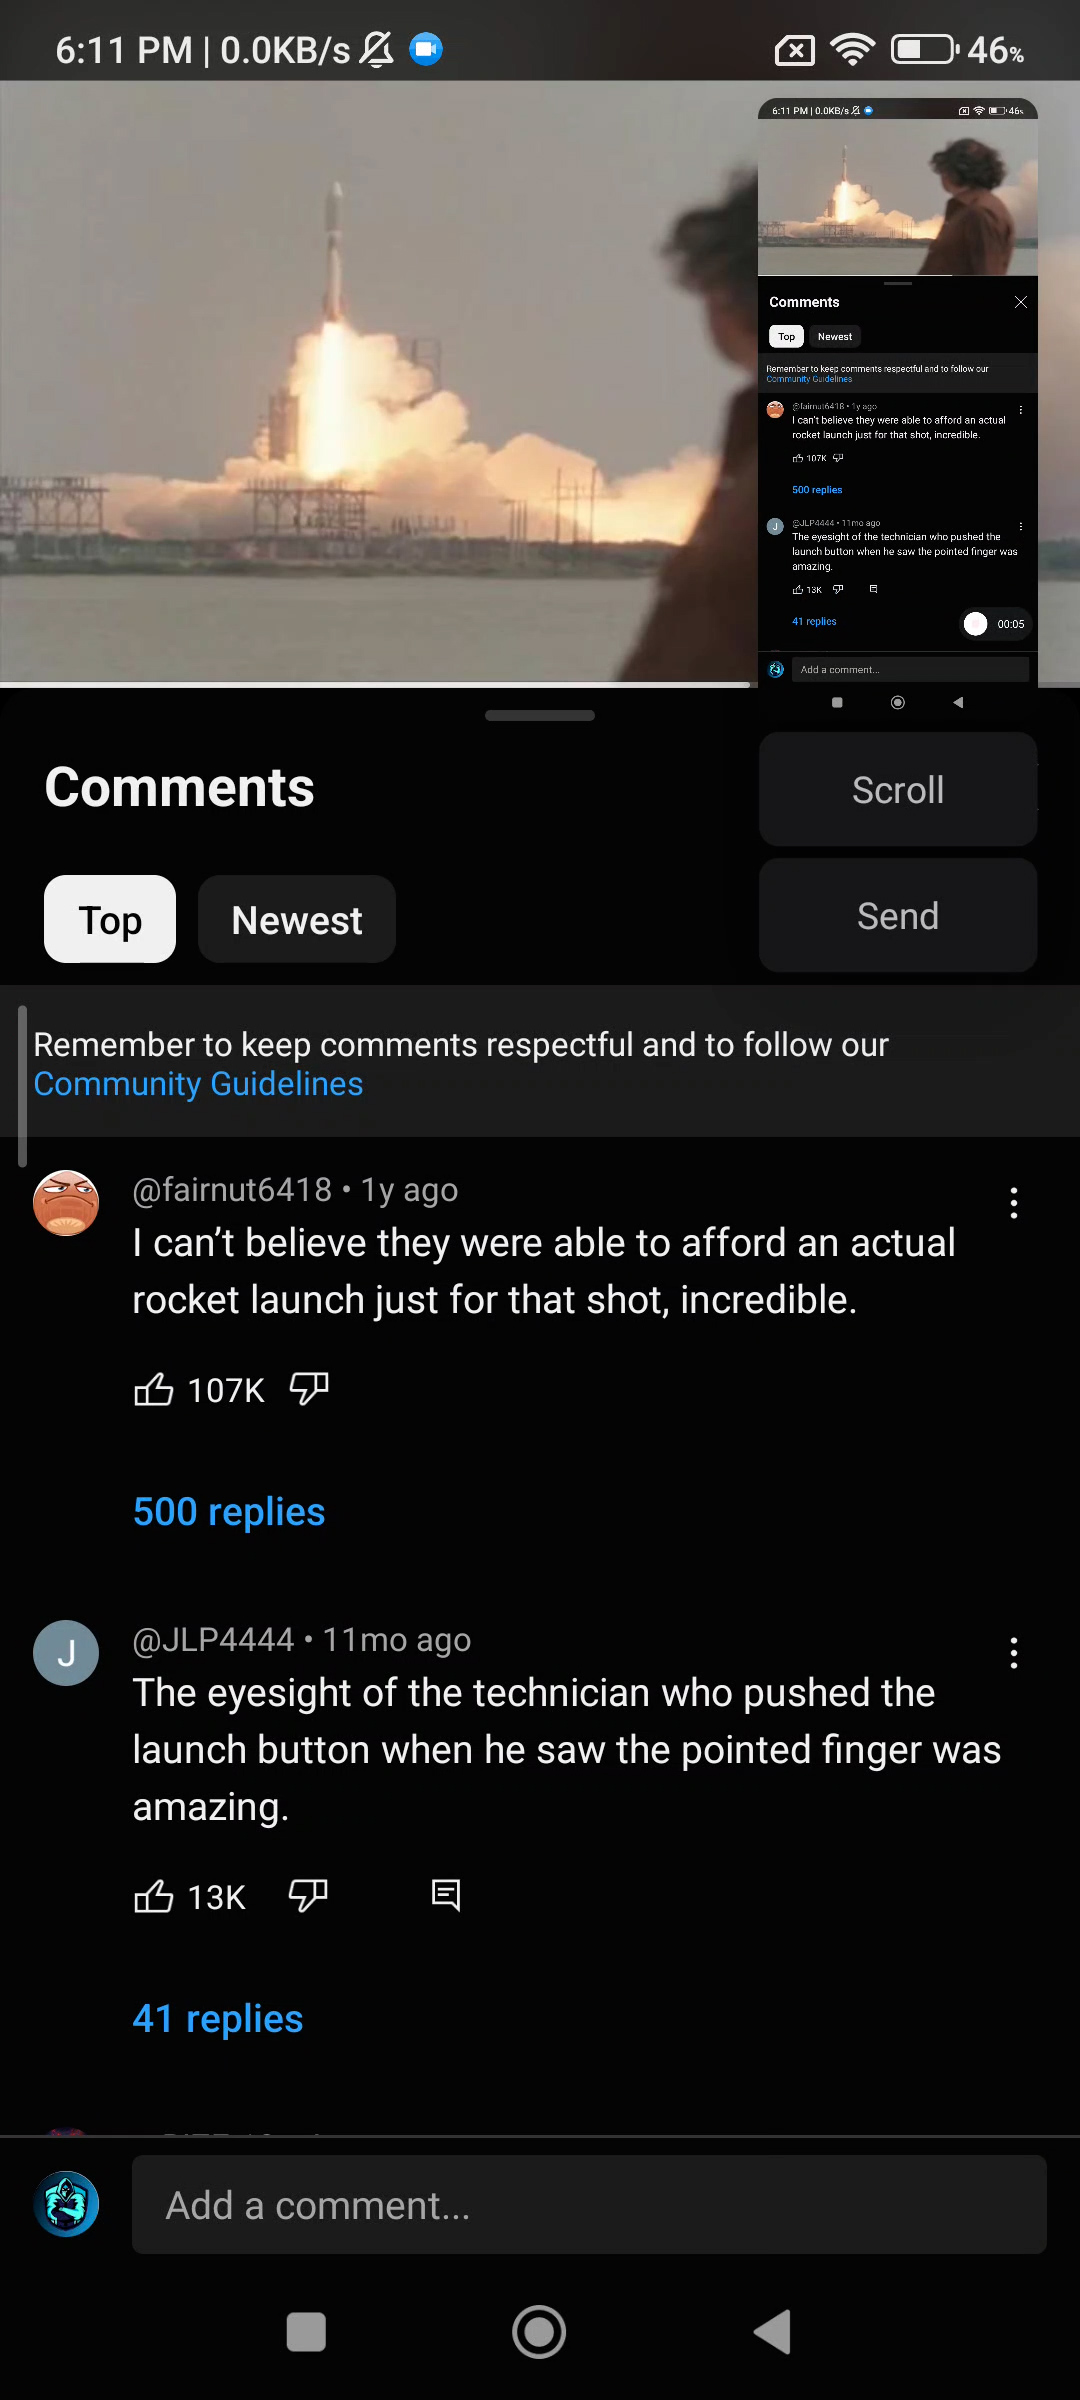 6:11 PM | 0.0KB/s
46%
6:11 PM | 0.0KB/s
46%
Comments
Top Newest
Remember to keep comments respectful and to follow our
Community Guidelines
@fairnut6418 • 1y ago
I can't believe they were able to afford an actual
rocket launch just for that shot, incredible.
107K
500 replies
J
@JLP4444 • 11mo ago
The eyesight of the technician who pushed the
launch button when he saw the pointed finger was
amazing.
13K
41 replies
00:05
Add a comment...
Scroll
Send
Comments
Top Newest
Remember to keep comments respectful and to follow our
Community Guidelines
@fairnut6418 • 1y ago
I can’t believe they were able to afford an actual
rocket launch just for that shot, incredible.
107K
500 replies
J
@JLP4444 • 11mo ago
The eyesight of the technician who pushed the
launch button when he saw the pointed finger was
amazing.
13K
41 replies
Add a comment...